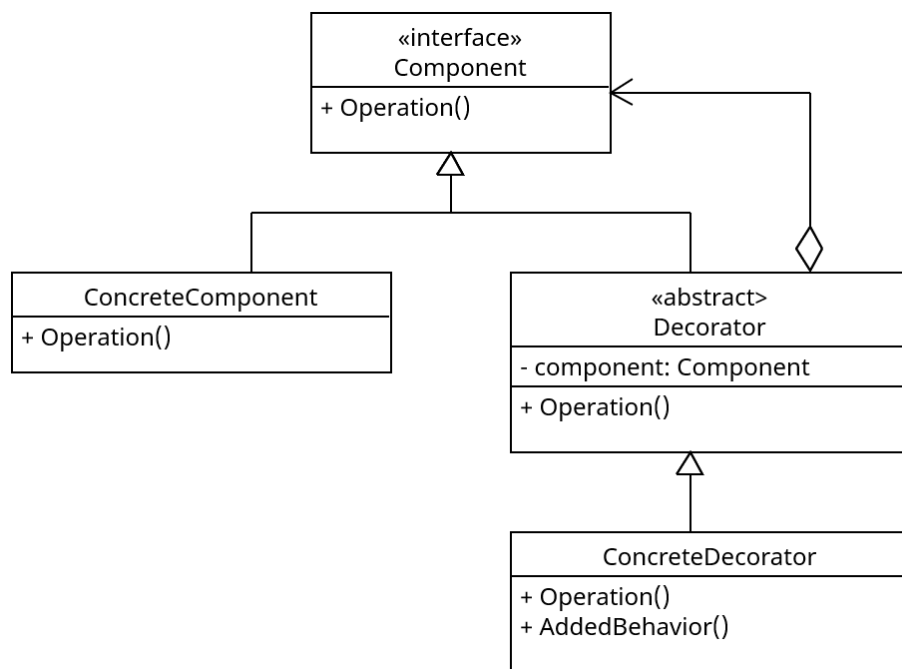 «interface»
Component
+ Operation()
ConcreteComponent
+ Operation()
«abstract»
Decorator
- component: Component
+ Operation()
ConcreteDecorator
+ Operation()
+ AddedBehavior()